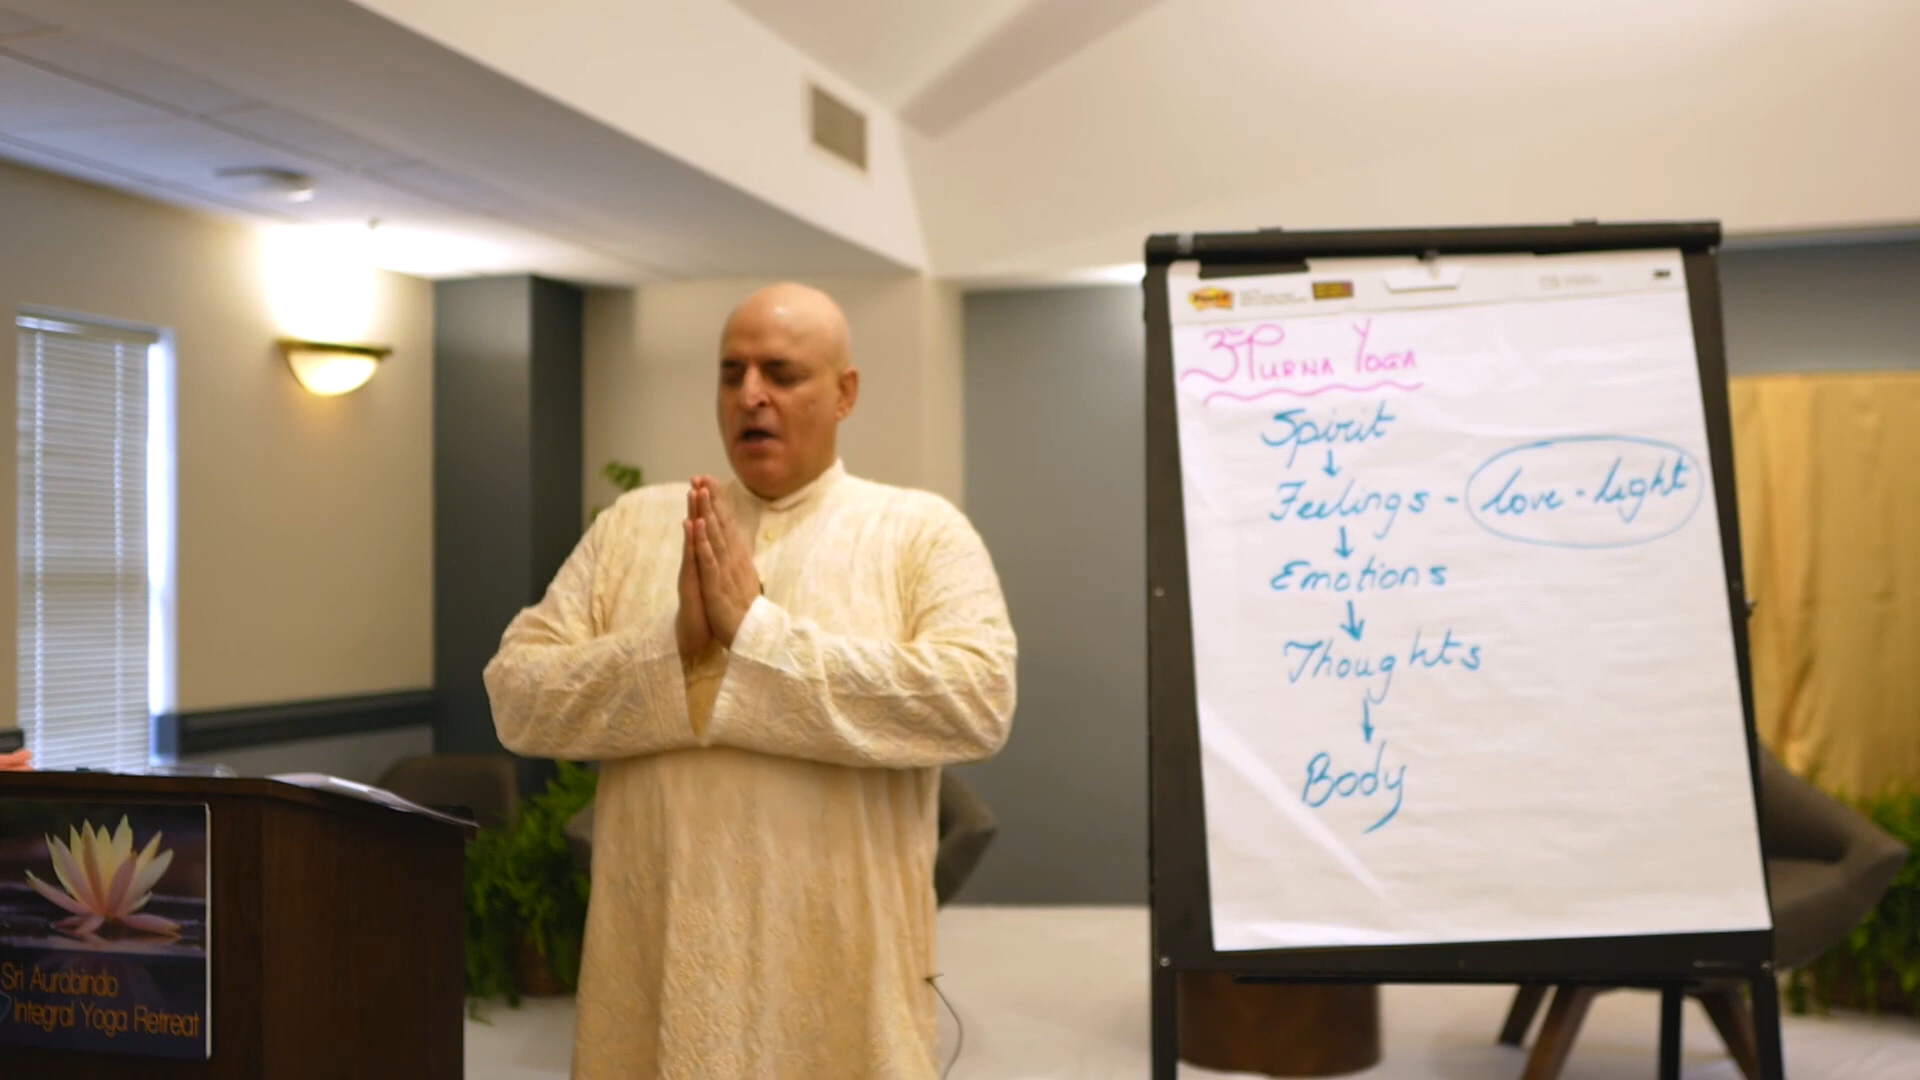 ॐ PURNA YOGA
Spirit
↓
Feelings - love - light
↓
Emotions
↓
Thoughts
↓
Body
Sri Aurobindo
Integral Yoga Retreat